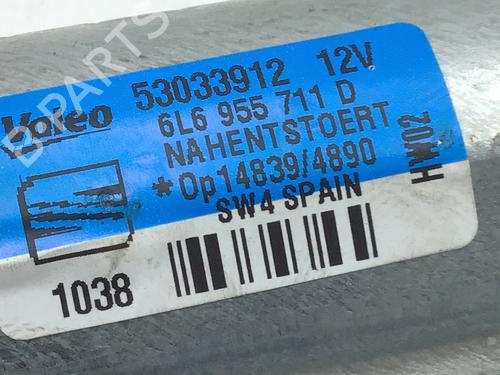 B-PARTS
Valeo
53033912 12V
6L6 955 711 D
NAHENTSTOERT
*Op14839/4890
SW4 SPAIN
HW02
1038